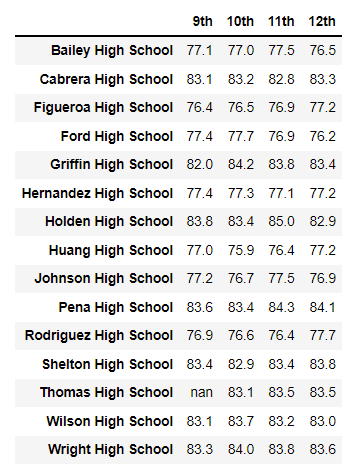 9th 10th 11th 12th
Bailey High School 77.1 77.0 77.5 76.5
Cabrera High School 83.1 83.2 82.8 83.3
Figueroa High School 76.4 76.5 76.9 77.2
Ford High School 77.4 77.7 76.9 76.2
Griffin High School 82.0 84.2 83.8 83.4
Hernandez High School 77.4 77.3 77.1 77.2
Holden High School 83.8 83.4 85.0 82.9
Huang High School 77.0 75.9 76.4 77.2
Johnson High School 77.2 76.7 77.5 76.9
Pena High School 83.6 83.4 84.3 84.1
Rodriguez High School 76.9 76.6 76.4 77.7
Shelton High School 83.4 82.9 83.4 83.8
Thomas High School nan 83.1 83.5 83.5
Wilson High School 83.1 83.7 83.2 83.0
Wright High School 83.3 84.0 83.8 83.6